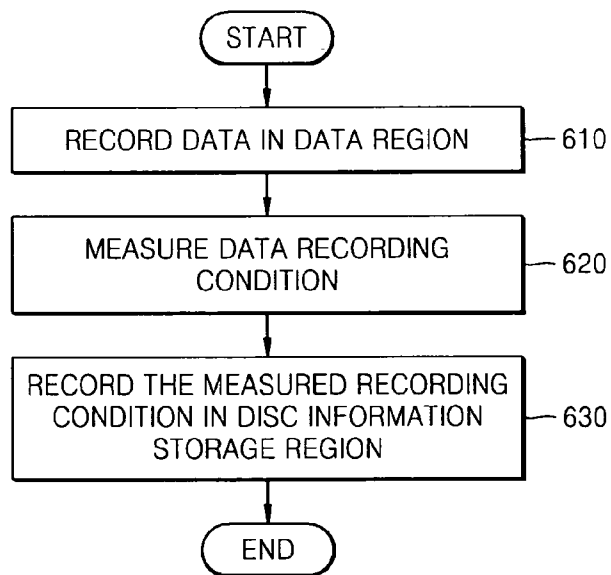 START
RECORD DATA IN DATA REGION
610
MEASURE DATA RECORDING
CONDITION
620
RECORD THE MEASURED RECORDING
CONDITION IN DISC INFORMATION
STORAGE REGION
630
END